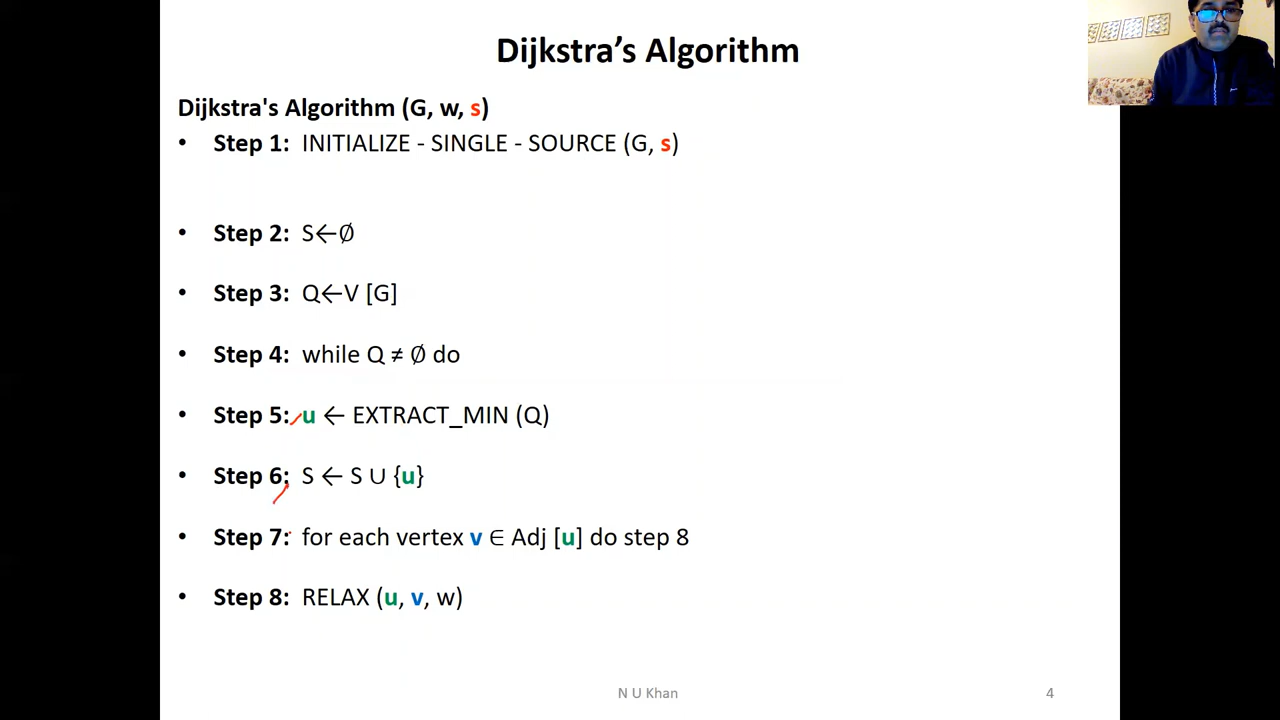 Dijkstra’s Algorithm
Dijkstra's Algorithm (G, w, s)
• Step 1: INITIALIZE - SINGLE - SOURCE (G, s)
• Step 2: S←∅
• Step 3: Q←V [G]
• Step 4: while Q ≠ ∅ do
• Step 5: u ← EXTRACT_MIN (Q)
• Step 6: S ← S ∪ {u}
• Step 7: for each vertex v ∈ Adj [u] do step 8
• Step 8: RELAX (u, v, w)
N U Khan
4